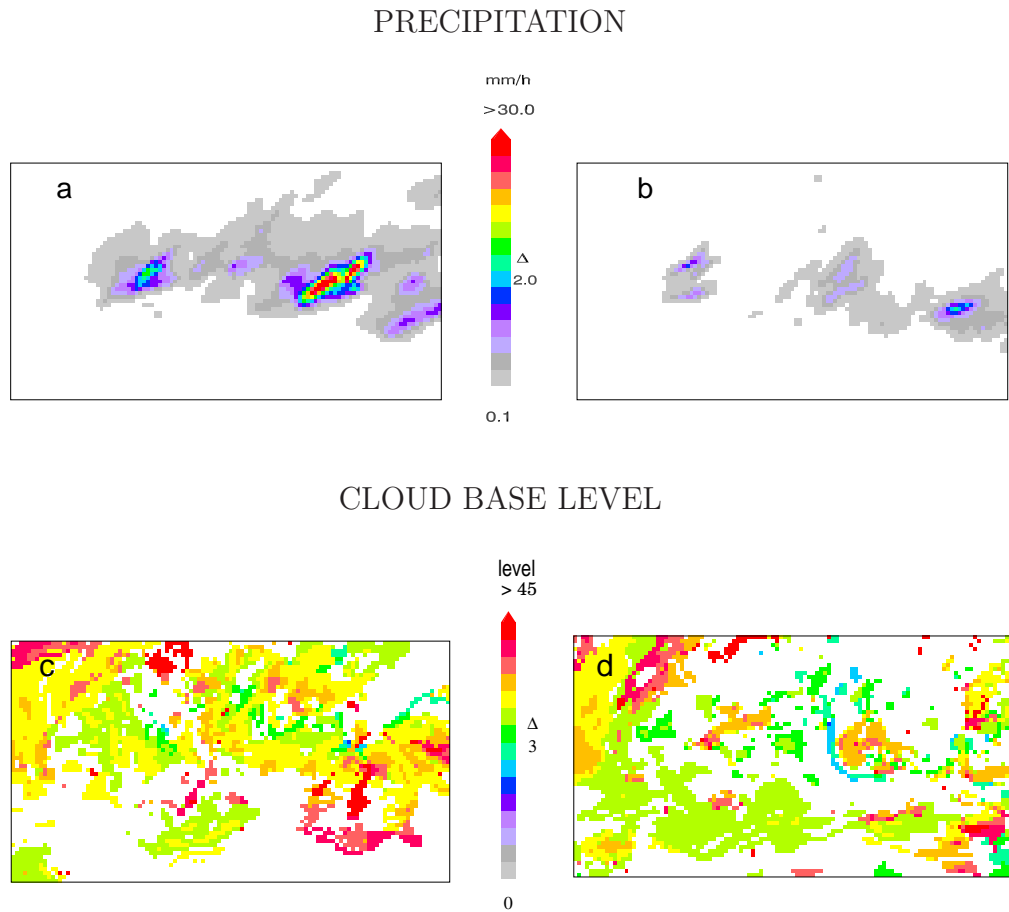 PRECIPITATION
mm/h
>30.0
a
b
Δ
2.0
0.1
CLOUD BASE LEVEL
level
> 45
c
d
Δ
3
0